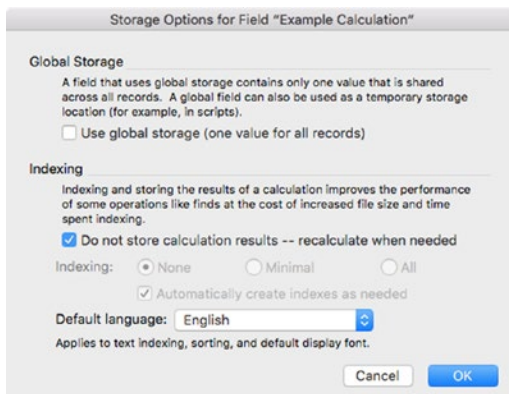 Storage Options for Field “Example Calculation”
Global Storage
A field that uses global storage contains only one value that is shared
across all records. A global field can also be used as a temporary storage
location (for example, in scripts).
Use global storage (one value for all records)
Indexing
Indexing and storing the results of a calculation improves the performance
of some operations like finds at the cost of increased file size and time
spent indexing.
Do not store calculation results -- recalculate when needed
Indexing: None Minimal All
Automatically create indexes as needed
Default language: English
Applies to text indexing, sorting, and default display font.
Cancel OK